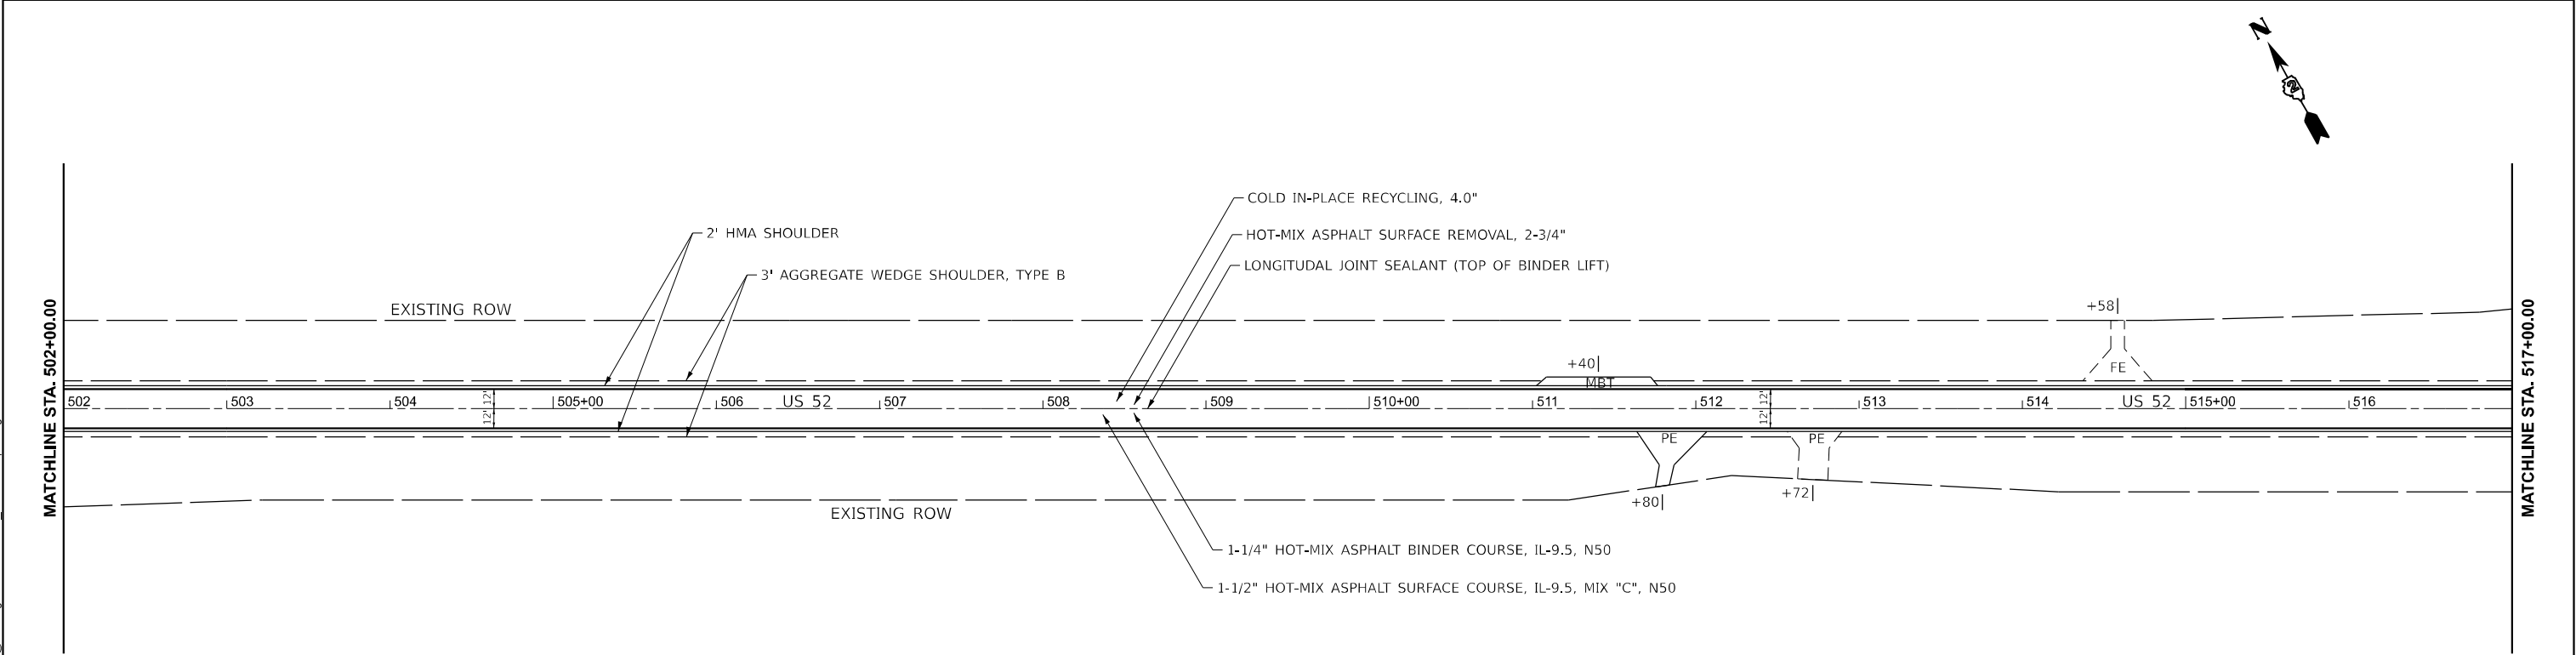 N
2
COLD IN-PLACE RECYCLING, 4.0"
2' HMA SHOULDER
HOT-MIX ASPHALT SURFACE REMOVAL, 2-3/4"
LONGITUDAL JOINT SEALANT (TOP OF BINDER LIFT)
3' AGGREGATE WEDGE SHOULDER, TYPE B
EXISTING ROW
+58
+40
FE
MBT
MATCHLINE STA. 502+00.00
502 503 504 12' 12' 505+00 506 US 52 507 508 509 510+00 511 512 12' 12' 513 514 US 52 515+00 516
MATCHLINE STA. 517+00.00
PE PE
+72
+80
EXISTING ROW
1-1/4" HOT-MIX ASPHALT BINDER COURSE, IL-9.5, N50
1-1/2" HOT-MIX ASPHALT SURFACE COURSE, IL-9.5, MIX "C", N50